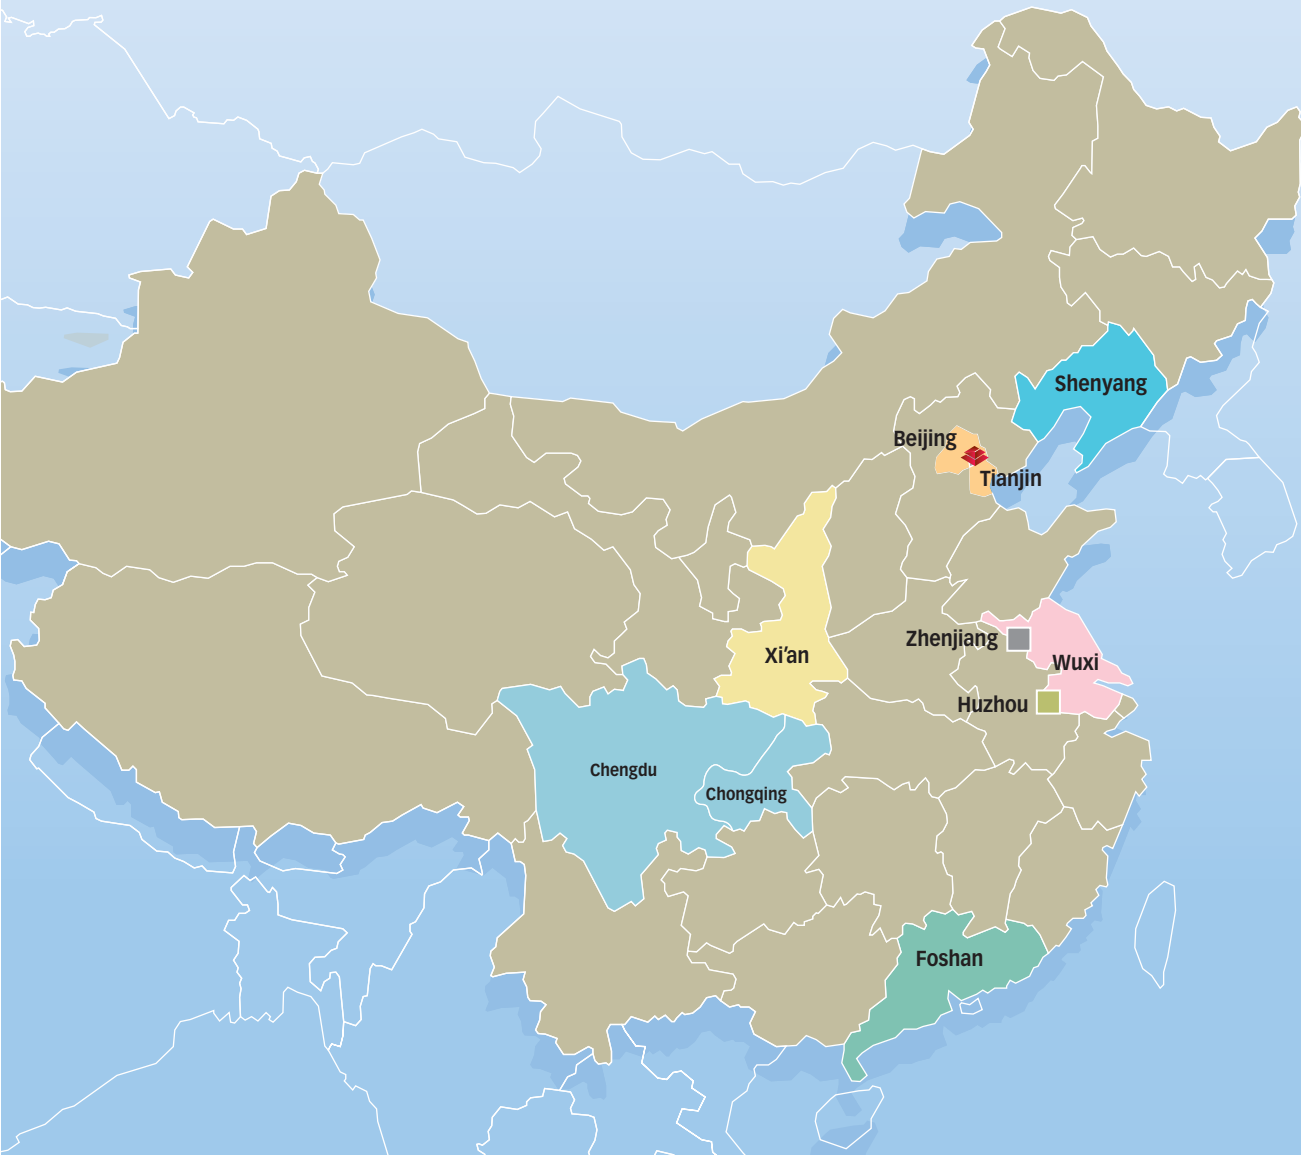 Shenyang
Beijing
Tianjin
Zhenjiang
Xi'an
Wuxi
Huzhou
Chengdu
Chongqing
Foshan